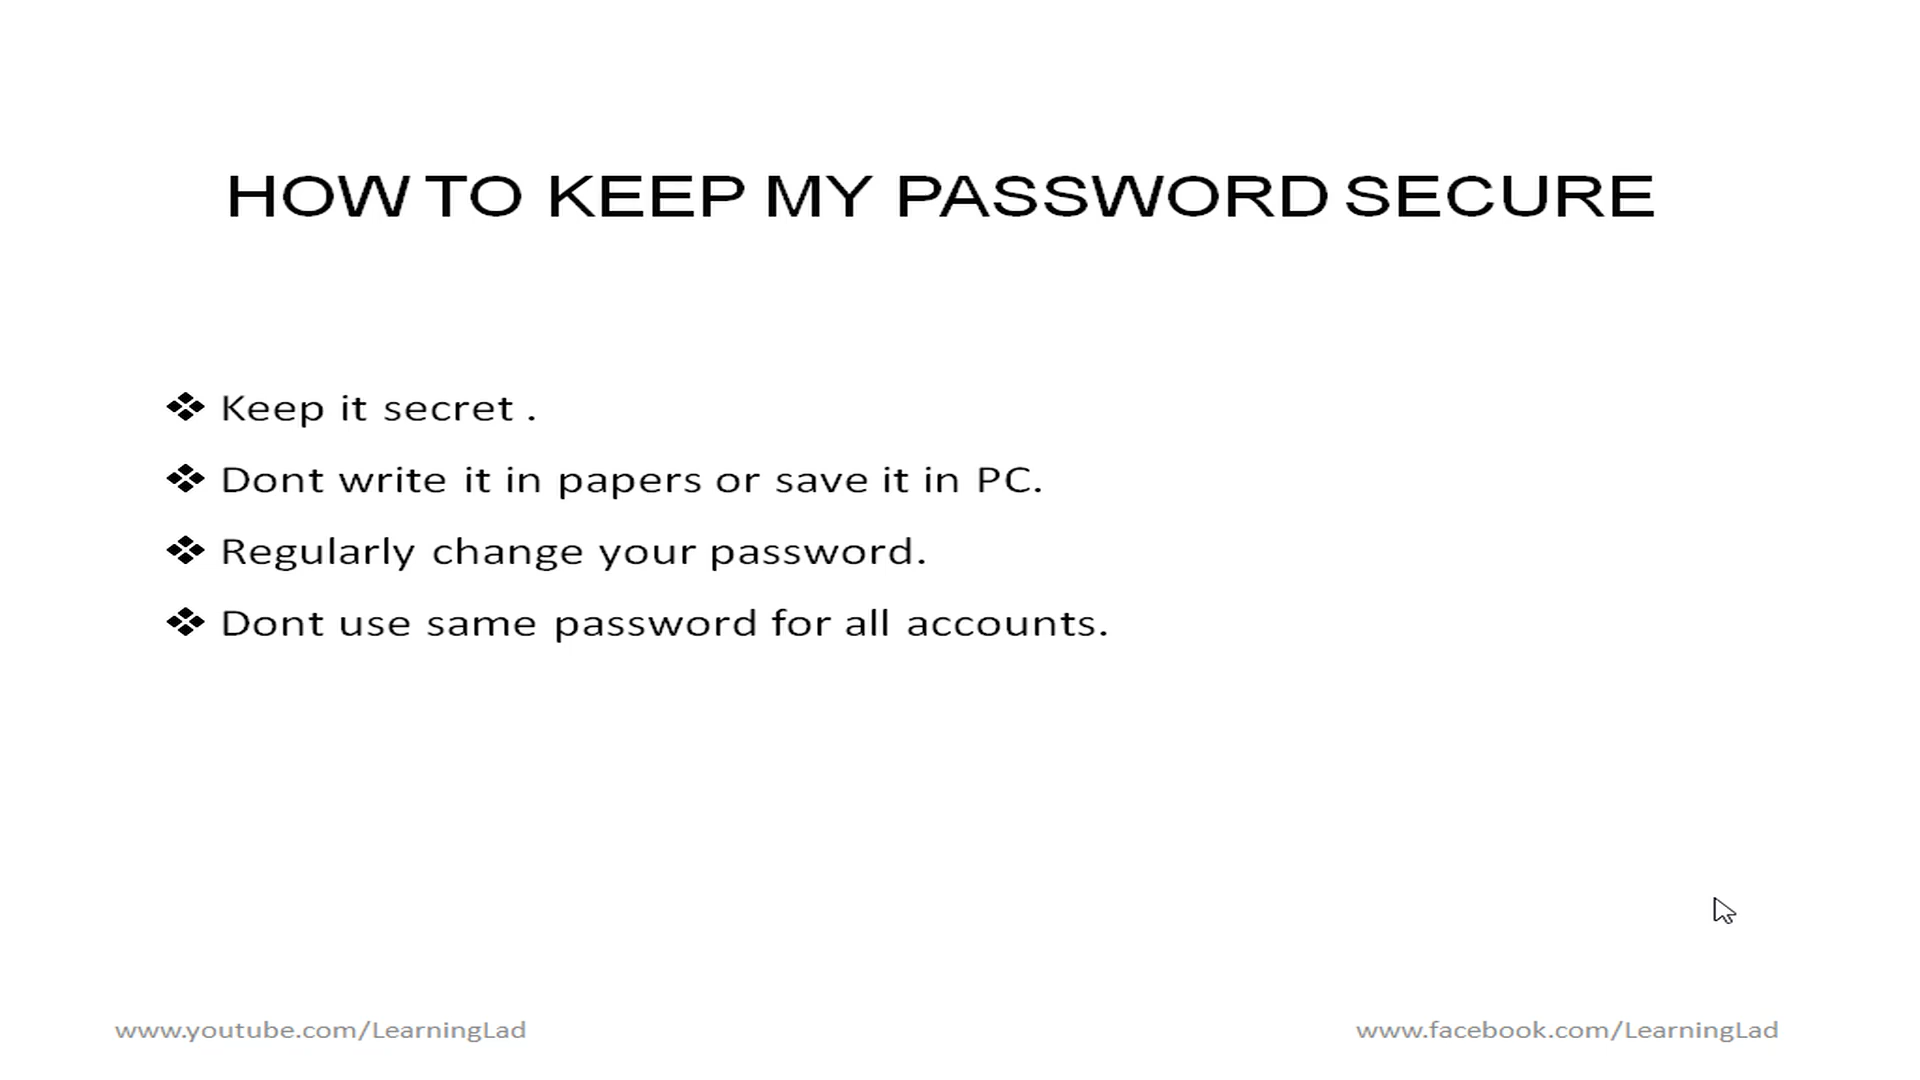 HOW TO KEEP MY PASSWORD SECURE
Keep it secret .
Dont write it in papers or save it in PC.
Regularly change your password.
Dont use same password for all accounts.
www.youtube.com/LearningLad
www.facebook.com/LearningLad